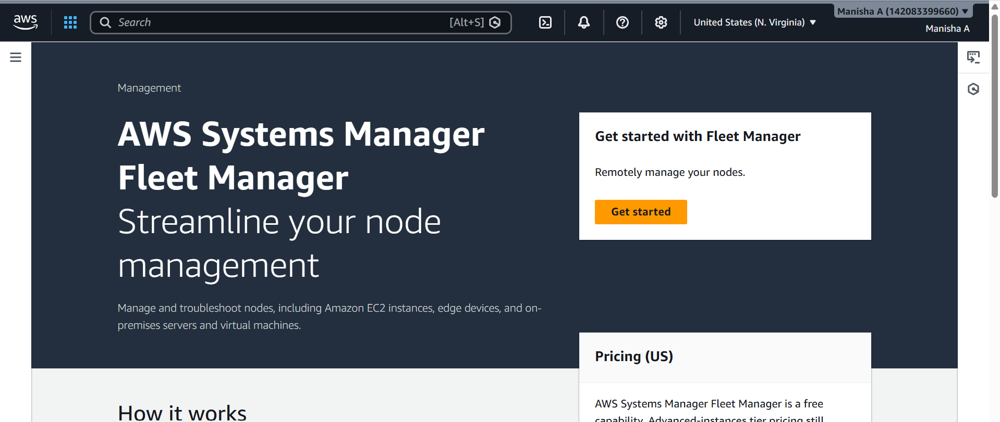 aws
Search
[Alt+S]
United States (N. Virginia)
Manisha A (142083399660)
Manisha A
Management
AWS Systems Manager
Fleet Manager
Streamline your node
management
Manage and troubleshoot nodes, including Amazon EC2 instances, edge devices, and on-
premises servers and virtual machines.
Get started with Fleet Manager
Remotely manage your nodes.
Get started
Pricing (US)
AWS Systems Manager Fleet Manager is a free
capability. Advanced-instances tier pricing still
How it works